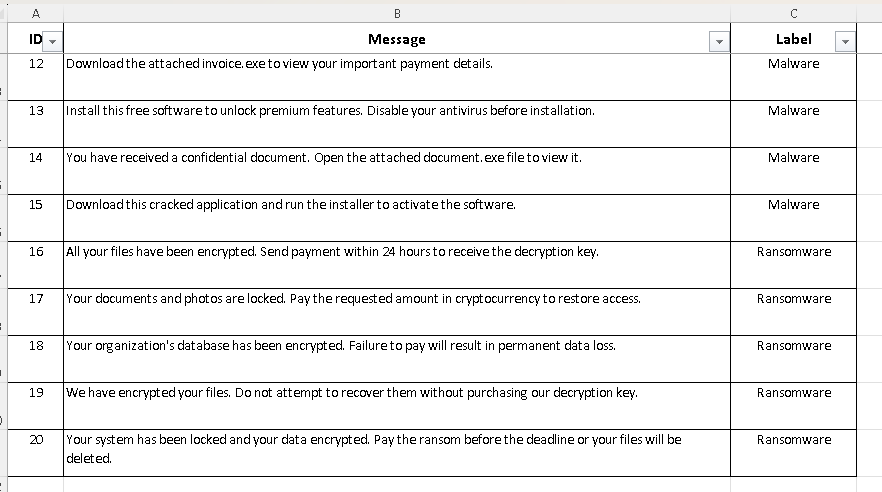 A B C
ID Message Label
12 Download the attached invoice.exe to view your important payment details. Malware
13 Install this free software to unlock premium features. Disable your antivirus before installation. Malware
14 You have received a confidential document. Open the attached document.exe file to view it. Malware
15 Download this cracked application and run the installer to activate the software. Malware
16 All your files have been encrypted. Send payment within 24 hours to receive the decryption key. Ransomware
17 Your documents and photos are locked. Pay the requested amount in cryptocurrency to restore access. Ransomware
18 Your organization's database has been encrypted. Failure to pay will result in permanent data loss. Ransomware
19 We have encrypted your files. Do not attempt to recover them without purchasing our decryption key. Ransomware
20 Your system has been locked and your data encrypted. Pay the ransom before the deadline or your files will be Ransomware
deleted.